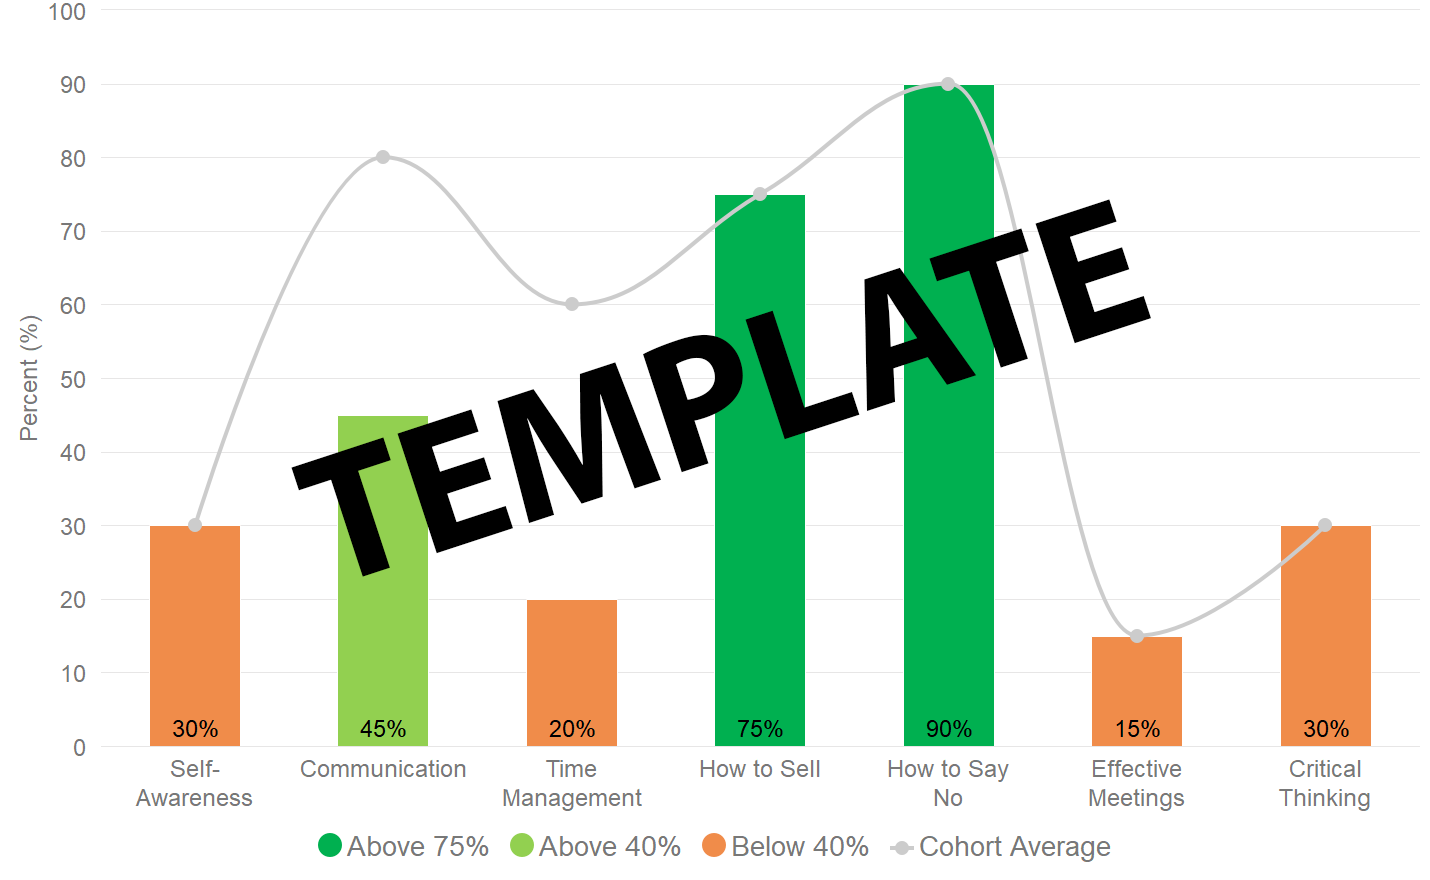 100
90
80
70
60
50
40
30
20
10
0
Percent (%)
TEMPLATE
30%
45%
20%
75%
90%
15%
30%
Self-
Awareness
Communication
Time
Management
How to Sell
How to Say
No
Effective
Meetings
Critical
Thinking
Above 75%
Above 40%
Below 40%
Cohort Average